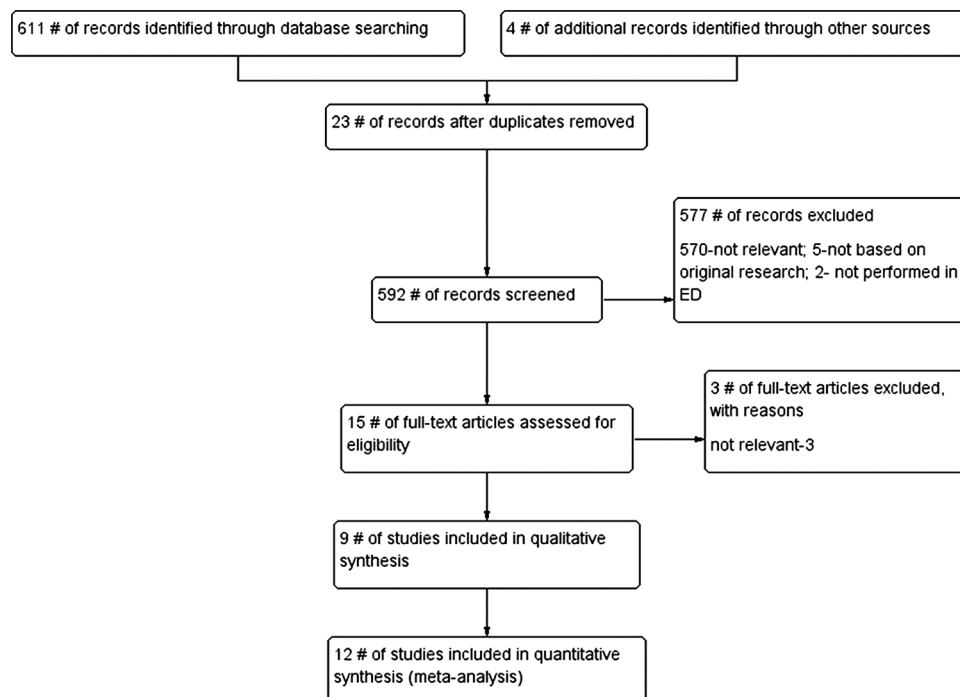 611 # of records identified through database searching
4 # of additional records identified through other sources
23 # of records after duplicates removed
577 # of records excluded
570-not relevant; 5-not based on
original research; 2- not performed in
ED
592 # of records screened
3 # of full-text articles excluded,
with reasons
not relevant-3
15 # of full-text articles assessed for
eligibility
9 # of studies included in qualitative
synthesis
12 # of studies included in quantitative
synthesis (meta-analysis)